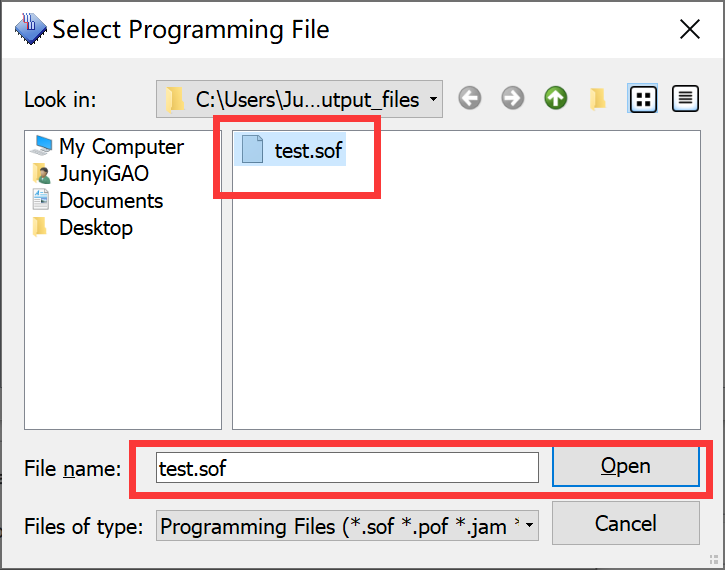 Select Programming File
Look in: C:\Users\Ju...utput_files
My Computer
test.sof
JunyiGAO
Documents
Desktop
File name: test.sof Open
Files of type: Programming Files (*.sof *.pof *.jam * Cancel